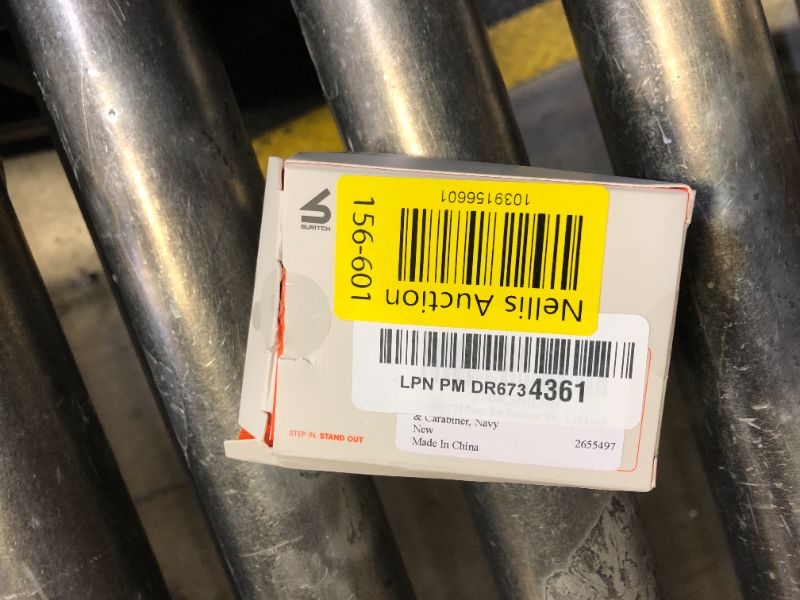 SURITCH
1039156601
Nellis Auction
156-601
LPN PM DR6734361
& Carabiner, Navy
New
Made In China
2655497
STEP IN, STAND OUT